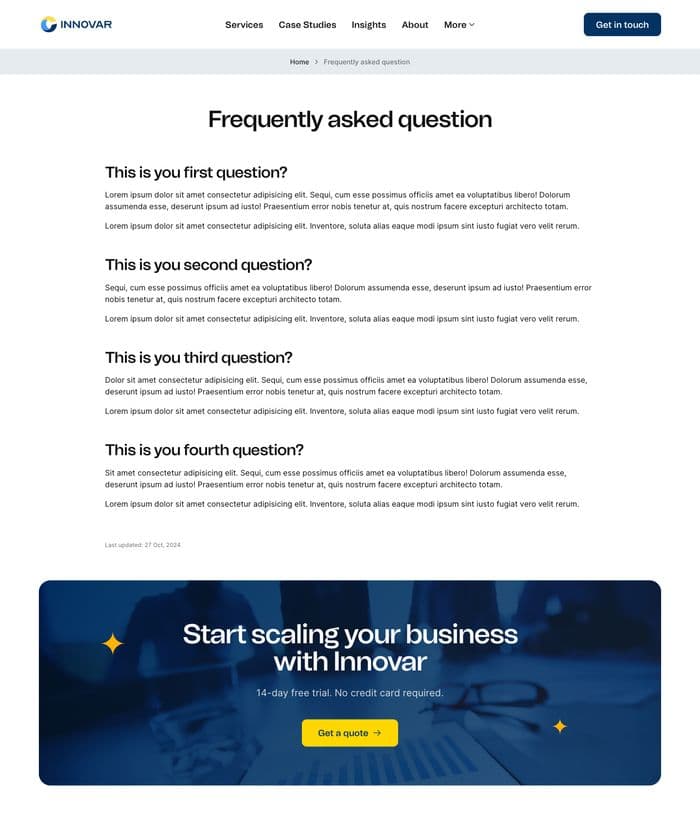 INNOVAR
Services
Case Studies
Insights
About
More
Get in touch
Home > Frequently asked question
Frequently asked question
This is you first question?
Lorem ipsum dolor sit amet consectetur adipisicing elit. Sequi, cum esse possimus officiis amet ea voluptatibus libero! Dolorum
assumenda esse, deserunt ipsum ad iusto! Praesentium error nobis tenetur at, quis nostrum facere excepturi architecto totam.
Lorem ipsum dolor sit amet consectetur adipisicing elit. Inventore, soluta alias eaque modi ipsum sint iusto fugiat vero velit rerum.
This is you second question?
Sequi, cum esse possimus officiis amet ea voluptatibus libero! Dolorum assumenda esse, deserunt ipsum ad iusto! Praesentium error
nobis tenetur at, quis nostrum facere excepturi architecto totam.
Lorem ipsum dolor sit amet consectetur adipisicing elit. Inventore, soluta alias eaque modi ipsum sint iusto fugiat vero velit rerum.
This is you third question?
Dolor sit amet consectetur adipisicing elit. Sequi, cum esse possimus officiis amet ea voluptatibus libero! Dolorum assumenda esse,
deserunt ipsum ad iusto! Praesentium error nobis tenetur at, quis nostrum facere excepturi architecto totam.
Lorem ipsum dolor sit amet consectetur adipisicing elit. Inventore, soluta alias eaque modi ipsum sint iusto fugiat vero velit rerum.
This is you fourth question?
Sit amet consectetur adipisicing elit. Sequi, cum esse possimus officiis amet ea voluptatibus libero! Dolorum assumenda esse,
deserunt ipsum ad iusto! Praesentium error nobis tenetur at, quis nostrum facere excepturi architecto totam.
Lorem ipsum dolor sit amet consectetur adipisicing elit. Inventore, soluta alias eaque modi ipsum sint iusto fugiat vero velit rerum.
Last updated: 27 Oct, 2024
Start scaling your business
with Innovar
14-day free trial. No credit card required.
Get a quote →